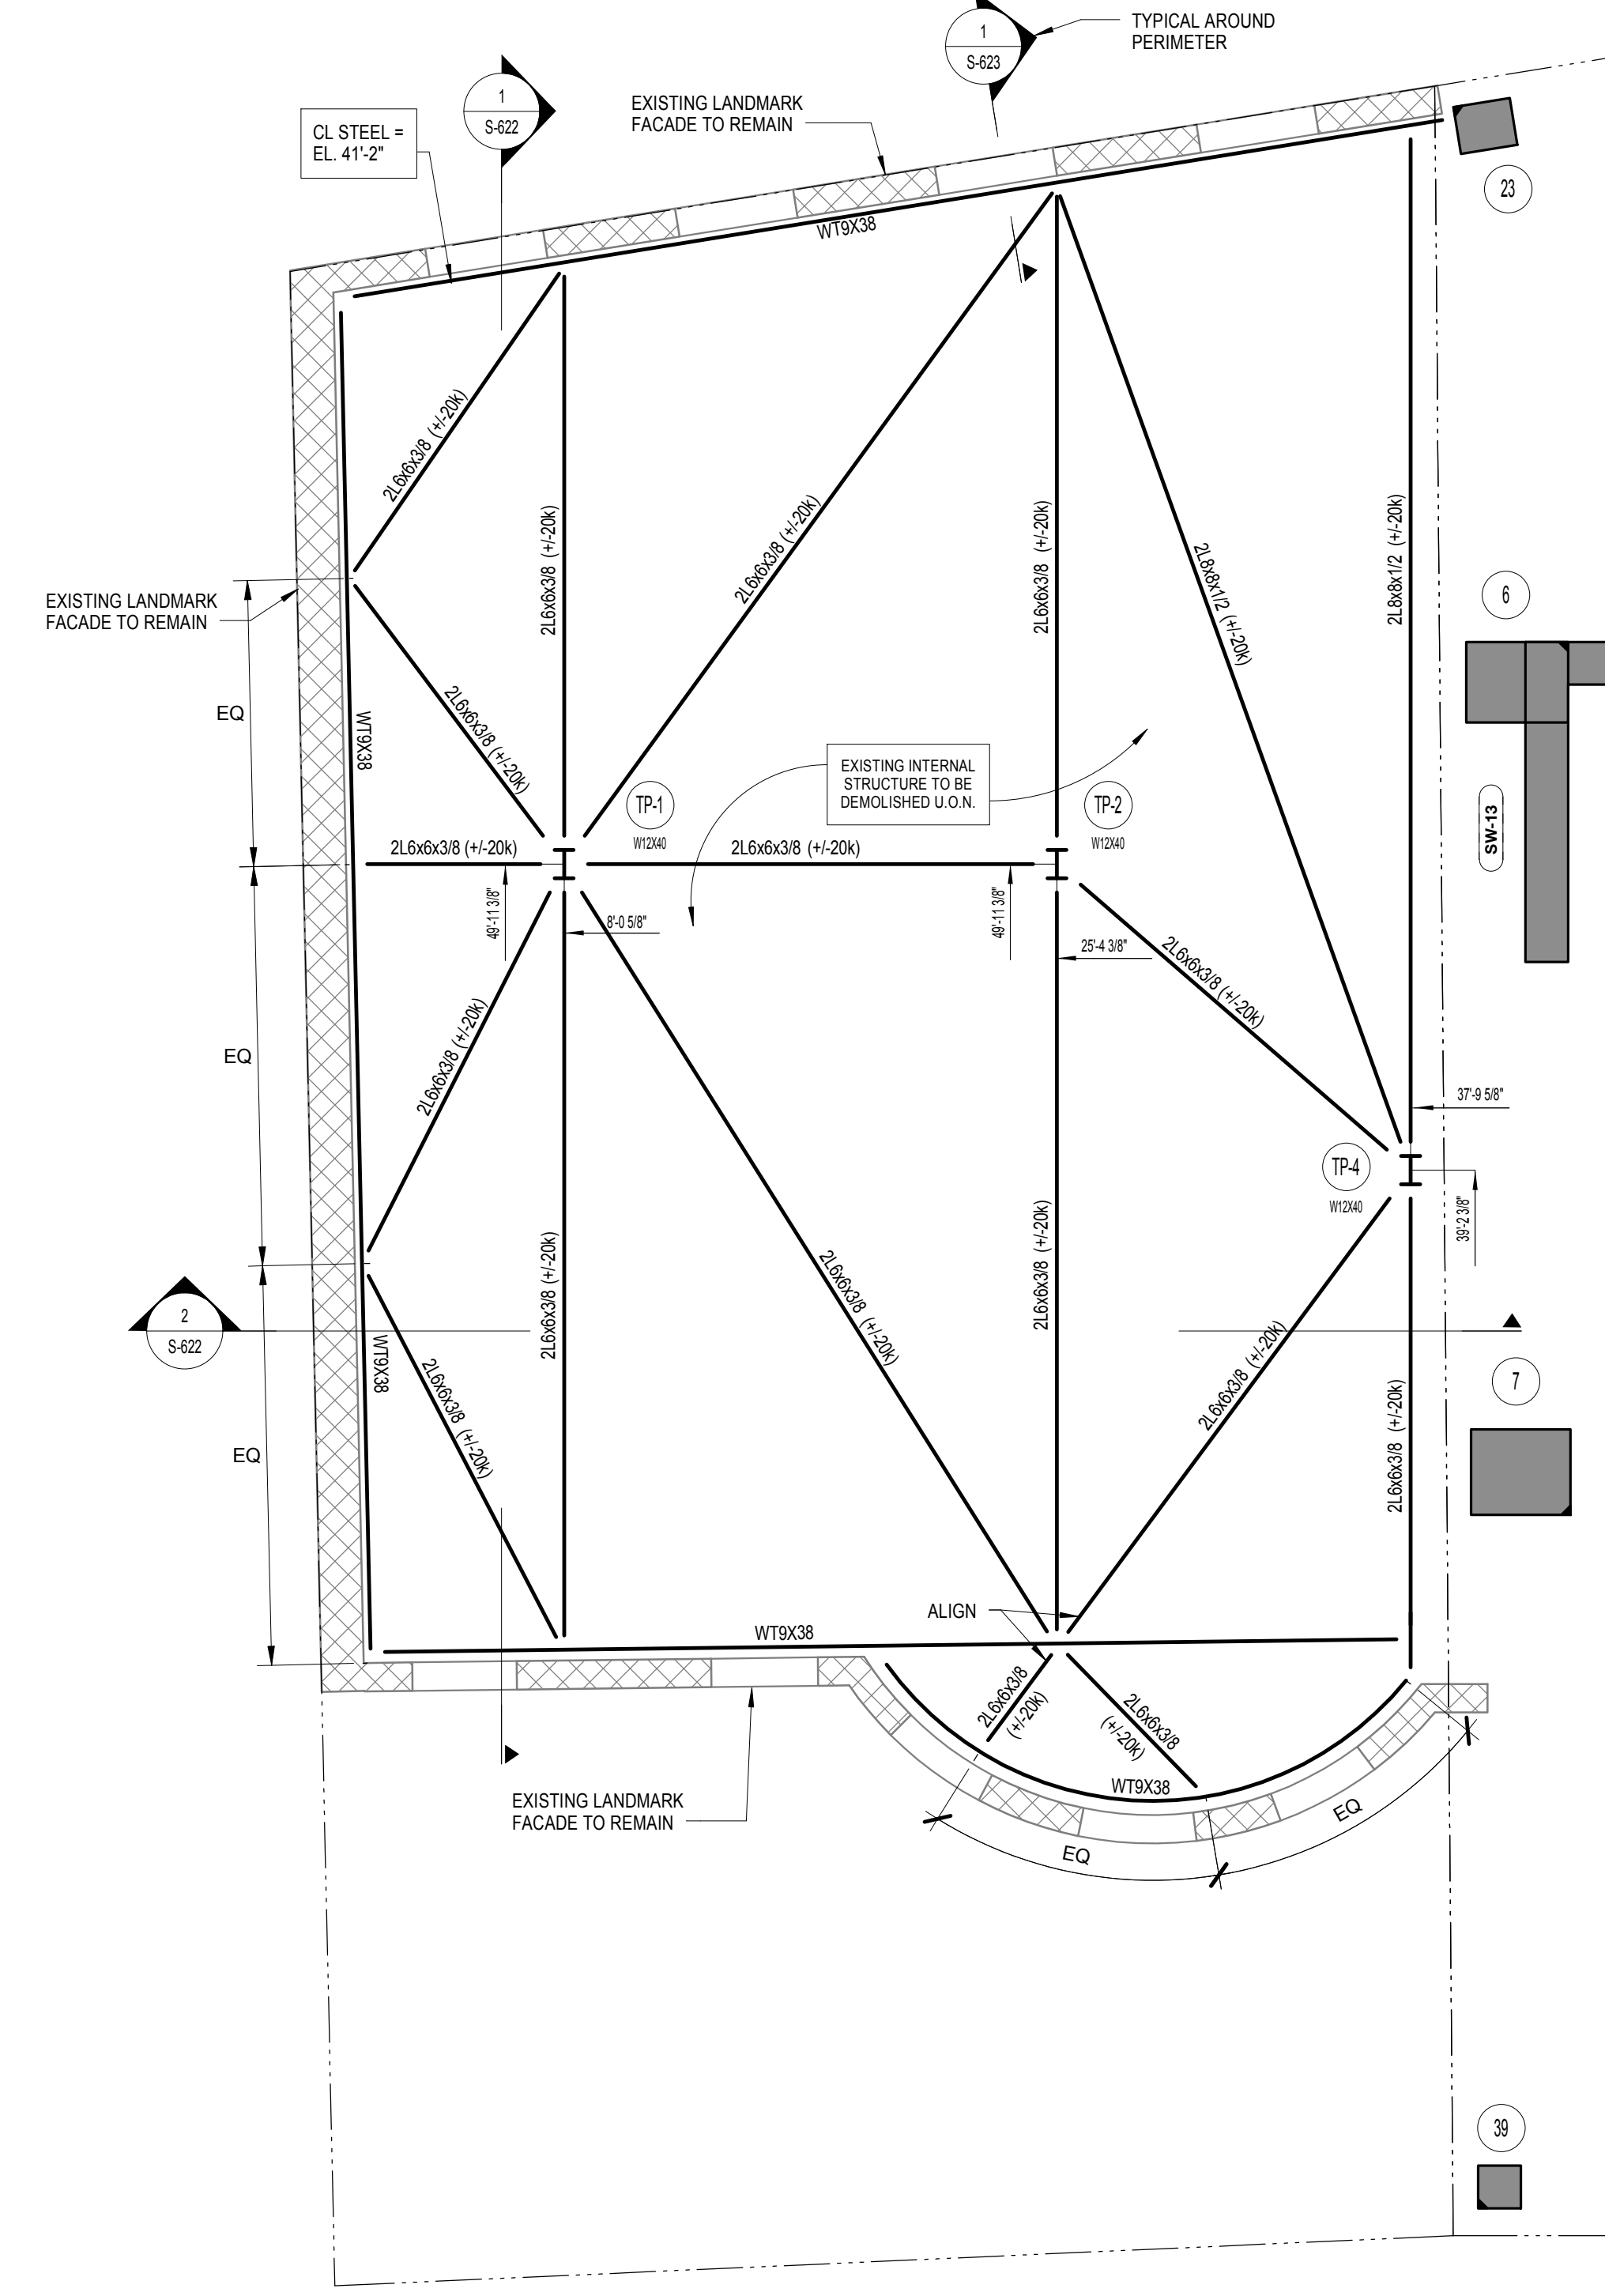 1
S-623
TYPICAL AROUND
PERIMETER
1
S-622
EXISTING LANDMARK
FACADE TO REMAIN
CL STEEL =
EL. 41'-2"
23
WT9X38
2L6x6x3/8 (+/-20k)
2L6x6x3/8 (+/-20k)
2L6x6x3/8 (+/-20k)
2L6x6x3/8 (+/-20k)
2L8x8x1/2 (+/-20k)
2L8x8x1/2 (+/-20k)
EXISTING LANDMARK
FACADE TO REMAIN
6
EQ
WT9X38
2L6x6x3/8 (+/-20k)
EXISTING INTERNAL
STRUCTURE TO BE
DEMOLISHED U.O.N.
TP-1
W12X40
TP-2
W12X40
SW-13
2L6x6x3/8 (+/-20k)
2L6x6x3/8 (+/-20k)
49'-11 3/8"
8'-0 5/8"
49'-11 3/8"
25'-4 3/8"
2L6x6x3/8 (+/-20k)
EQ
2L6x6x3/8 (+/-20k)
37'-9 5/8"
TP-4
W12X40
39'-2 3/8"
2L6x6x3/8 (+/-20k)
2L6x6x3/8 (+/-20k)
2L6x6x3/8 (+/-20k)
2
S-622
WT9X38
2L6x6x3/8 (+/-20k)
2L6x6x3/8 (+/-20k)
2L6x6x3/8 (+/-20k)
7
EQ
ALIGN
WT9X38
2L6x6x3/8
(+/-20k)
2L6x6x3/8
(+/-20k)
WT9X38
EXISTING LANDMARK
FACADE TO REMAIN
EQ
EQ
39